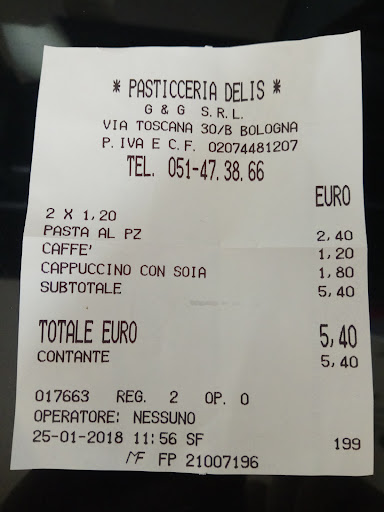 * PASTICCERIA DELIS *
G & G S.R.L.
VIA TOSCANA 30/B BOLOGNA
P.IVA E C.F. 02074481207
TEL. 051-47.38.66
EURO
2 X 1,20
PASTA AL PZ 2,40
CAFFE' 1,20
CAPPUCCINO CON SOIA 1,80
SUBTOTALE 5,40
TOTALE EURO 5,40
CONTANTE 5,40
017663 REG. 2 OP. 0
OPERATORE: NESSUNO
25-01-2018 11:56 SF 199
MF FP 21007196